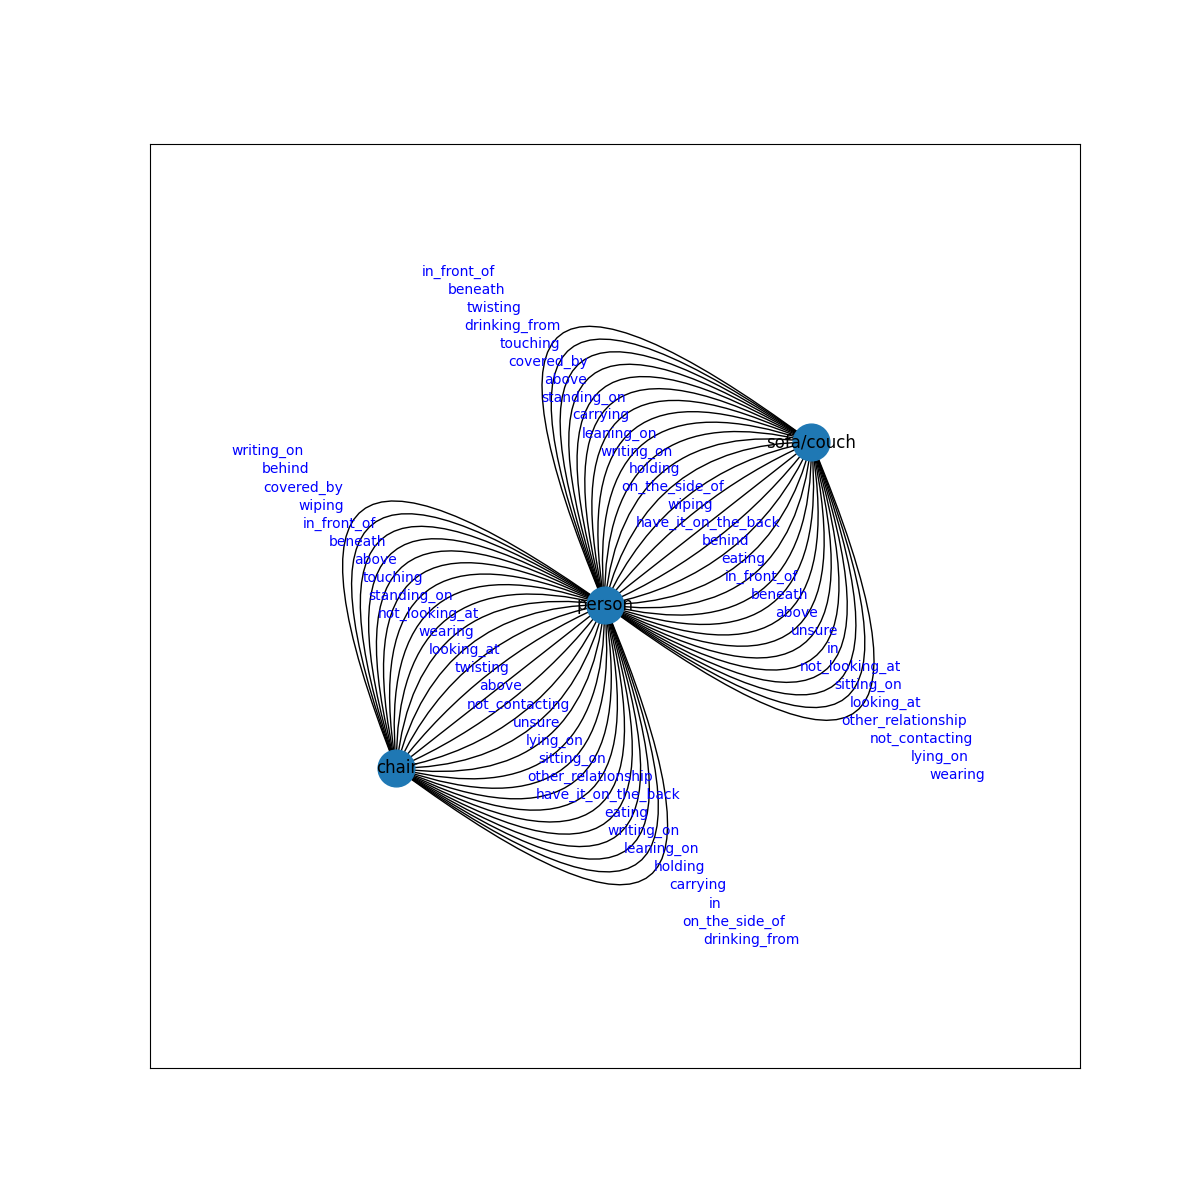 in_front_of
beneath
twisting
drinking_from
touching
covered_by
above
standing_on
carrying
leaning_on
writing_on
holding
on_the_side_of
wiping
have_it_on_the_back
behind
eating
in_front_of
beneath
above
unsure
in
not_looking_at
sitting_on
looking_at
other_relationship
not_contacting
lying_on
wearing
sofa/couch
person
writing_on
behind
covered_by
wiping
in_front_of
beneath
above
touching
standing_on
not_looking_at
wearing
looking_at
twisting
above
not_contacting
unsure
lying_on
sitting_on
other_relationship
have_it_on_the_back
eating
writing_on
leaning_on
holding
carrying
in
on_the_side_of
drinking_from
chair